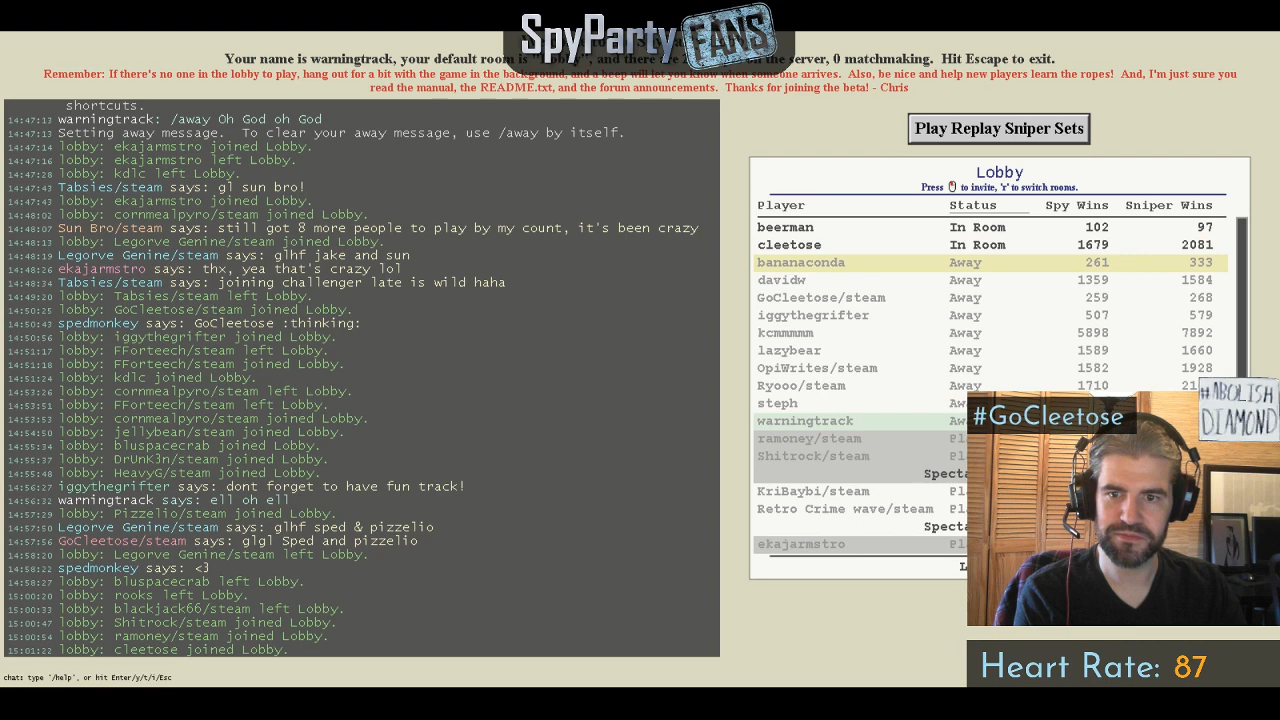 SpyParty FANS
Your name is warningtrack, your default room is "Lobby", and there are
on the server, 0 matchmaking. Hit Escape to exit.
Remember: If there's no one in the lobby to play, hang out for a bit with the game in the background, and a beep will let you know when someone arrives. Also, be nice and help new players learn the ropes! And, I'm just sure you
read the manual, the README.txt, and the forum announcements. Thanks for joining the beta! - Chris
shortcuts.
14:47:13 warningtrack: /away Oh God oh God
14:47:13 Setting away message. To clear your away message, use /away by itself.
14:47:14 lobby: ekajarmstro joined Lobby.
14:47:16 lobby: ekajarmstro left Lobby.
14:47:28 lobby: kdlc left Lobby.
14:47:43 Tabsies/steam says: gl sun bro!
14:47:43 lobby: ekajarmstro joined Lobby.
14:48:02 lobby: cornmealpyro/steam joined Lobby.
14:48:07 Sun Bro/steam says: still got 8 more people to play by my count, it's been crazy
14:48:13 lobby: Legorve Genine/steam joined Lobby.
14:48:19 Legorve Genine/steam says: glhf jake and sun
14:48:26 ekajarmstro says: thx, yea that's crazy lol
14:48:34 Tabsies/steam says: joining challenger late is wild haha
14:49:20 lobby: Tabsies/steam left Lobby.
14:50:25 lobby: GoCleetose/steam joined Lobby.
14:50:43 spedmonkey says: GoCleetose :thinking:
14:50:56 lobby: iggythegrifter joined Lobby.
14:51:17 lobby: FForteech/steam left Lobby.
14:51:18 lobby: FForteech/steam joined Lobby.
14:51:24 lobby: kdlc joined Lobby.
14:53:26 lobby: cornmealpyro/steam left Lobby.
14:53:51 lobby: FForteech/steam left Lobby.
14:53:53 lobby: cornmealpyro/steam joined Lobby.
14:54:50 lobby: jellybean/steam joined Lobby.
14:55:34 lobby: bluspacecrab joined Lobby.
14:55:37 lobby: DrUnK3n/steam joined Lobby.
14:55:48 lobby: HeavyG/steam joined Lobby.
14:56:27 iggythegrifter says: dont forget to have fun track!
14:56:32 warningtrack says: ell oh ell
14:57:29 lobby: Pizzelio/steam joined Lobby.
14:57:50 Legorve Genine/steam says: glhf sped & pizzelio
14:57:56 GoCleetose/steam says: glgl Sped and pizzelio
14:58:20 lobby: Legorve Genine/steam left Lobby.
14:58:22 spedmonkey says: <3
14:58:27 lobby: bluspacecrab left Lobby.
15:00:20 lobby: rooks left Lobby.
15:00:33 lobby: blackjack66/steam left Lobby.
15:00:47 lobby: Shitrock/steam joined Lobby.
15:00:54 lobby: ramoney/steam joined Lobby.
15:01:22 lobby: cleetose joined Lobby.
chat: type '/help', or hit Enter/y/t/i/Esc
Play Replay Sniper Sets
Lobby
Press to invite, 'r' to switch rooms.
Player Status Spy Wins Sniper Wins
beerman In Room 102 97
cleetose In Room 1679 2081
bananaconda Away 261 333
davidw Away 1359 1584
GoCleetose/steam Away 259 268
iggythegrifter Away 507 579
kcmmmmm Away 5898 7892
lazybear Away 1589 1660
OpiWrites/steam Away 1582 1928
Ryooo/steam Away 1710
steph
warningtrack
ramoney/steam
Shitrock/steam
Specta
KriBaybi/steam
Retro Crime wave/steam
Specta
ekajarmstro
#GoCleetose
#ABOLISH
DIAMOND
Heart Rate: 87